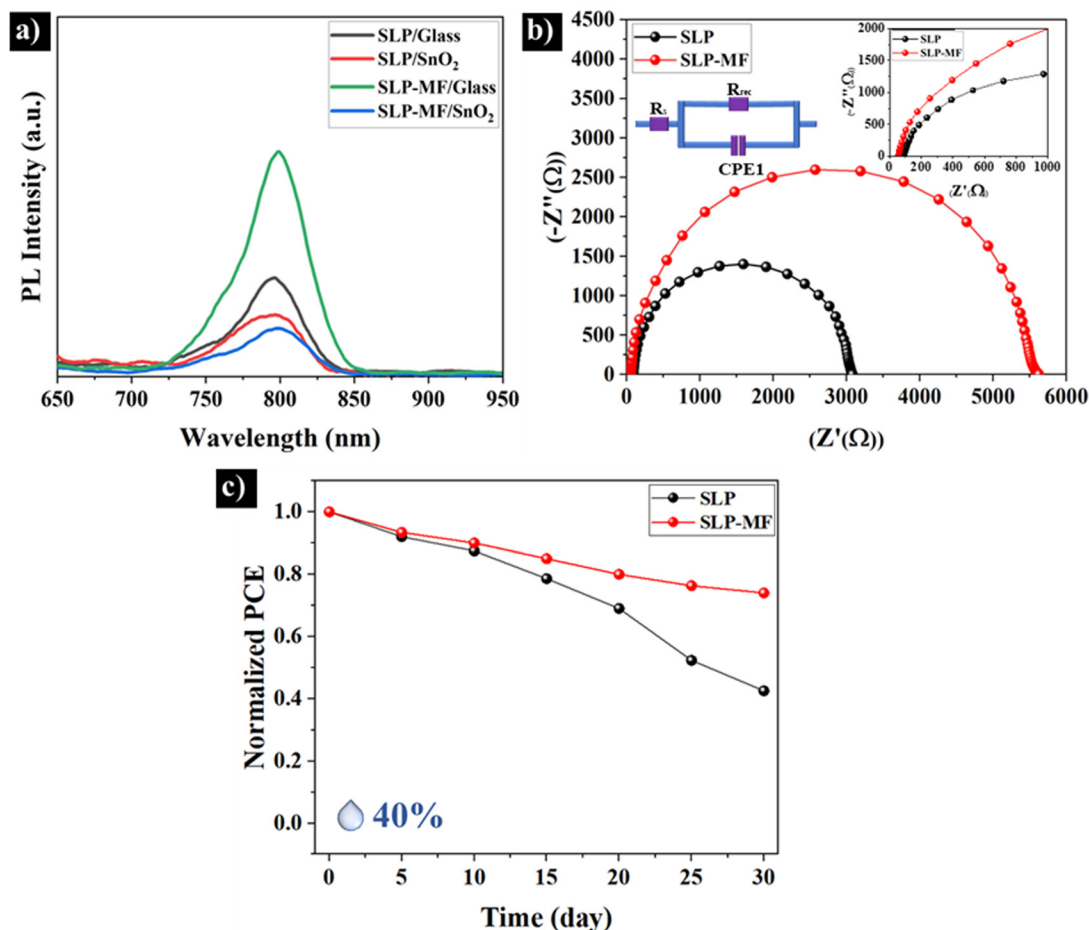 a)
SLP/Glass
SLP/SnO₂
SLP-MF/Glass
SLP-MF/SnO₂
PL Intensity (a.u.)
650 700 750 800 850 900 950
Wavelength (nm)
b)
SLP
SLP-MF
4500
4000
3500
3000
2500
2000
1500
1000
500
0
(-Z"(Ω))
0 1000 2000 3000 4000 5000 6000
(Z'(Ω))
Rs
Rrec
CPE1
SLP
SLP-MF
2000
1500
1000
500
0
(-Z"(Ω))
0 200 400 600 800 1000
(Z'(Ω))
c)
SLP
SLP-MF
1.0
0.8
0.6
0.4
0.2
0.0
Normalized PCE
40%
0 5 10 15 20 25 30
Time (day)